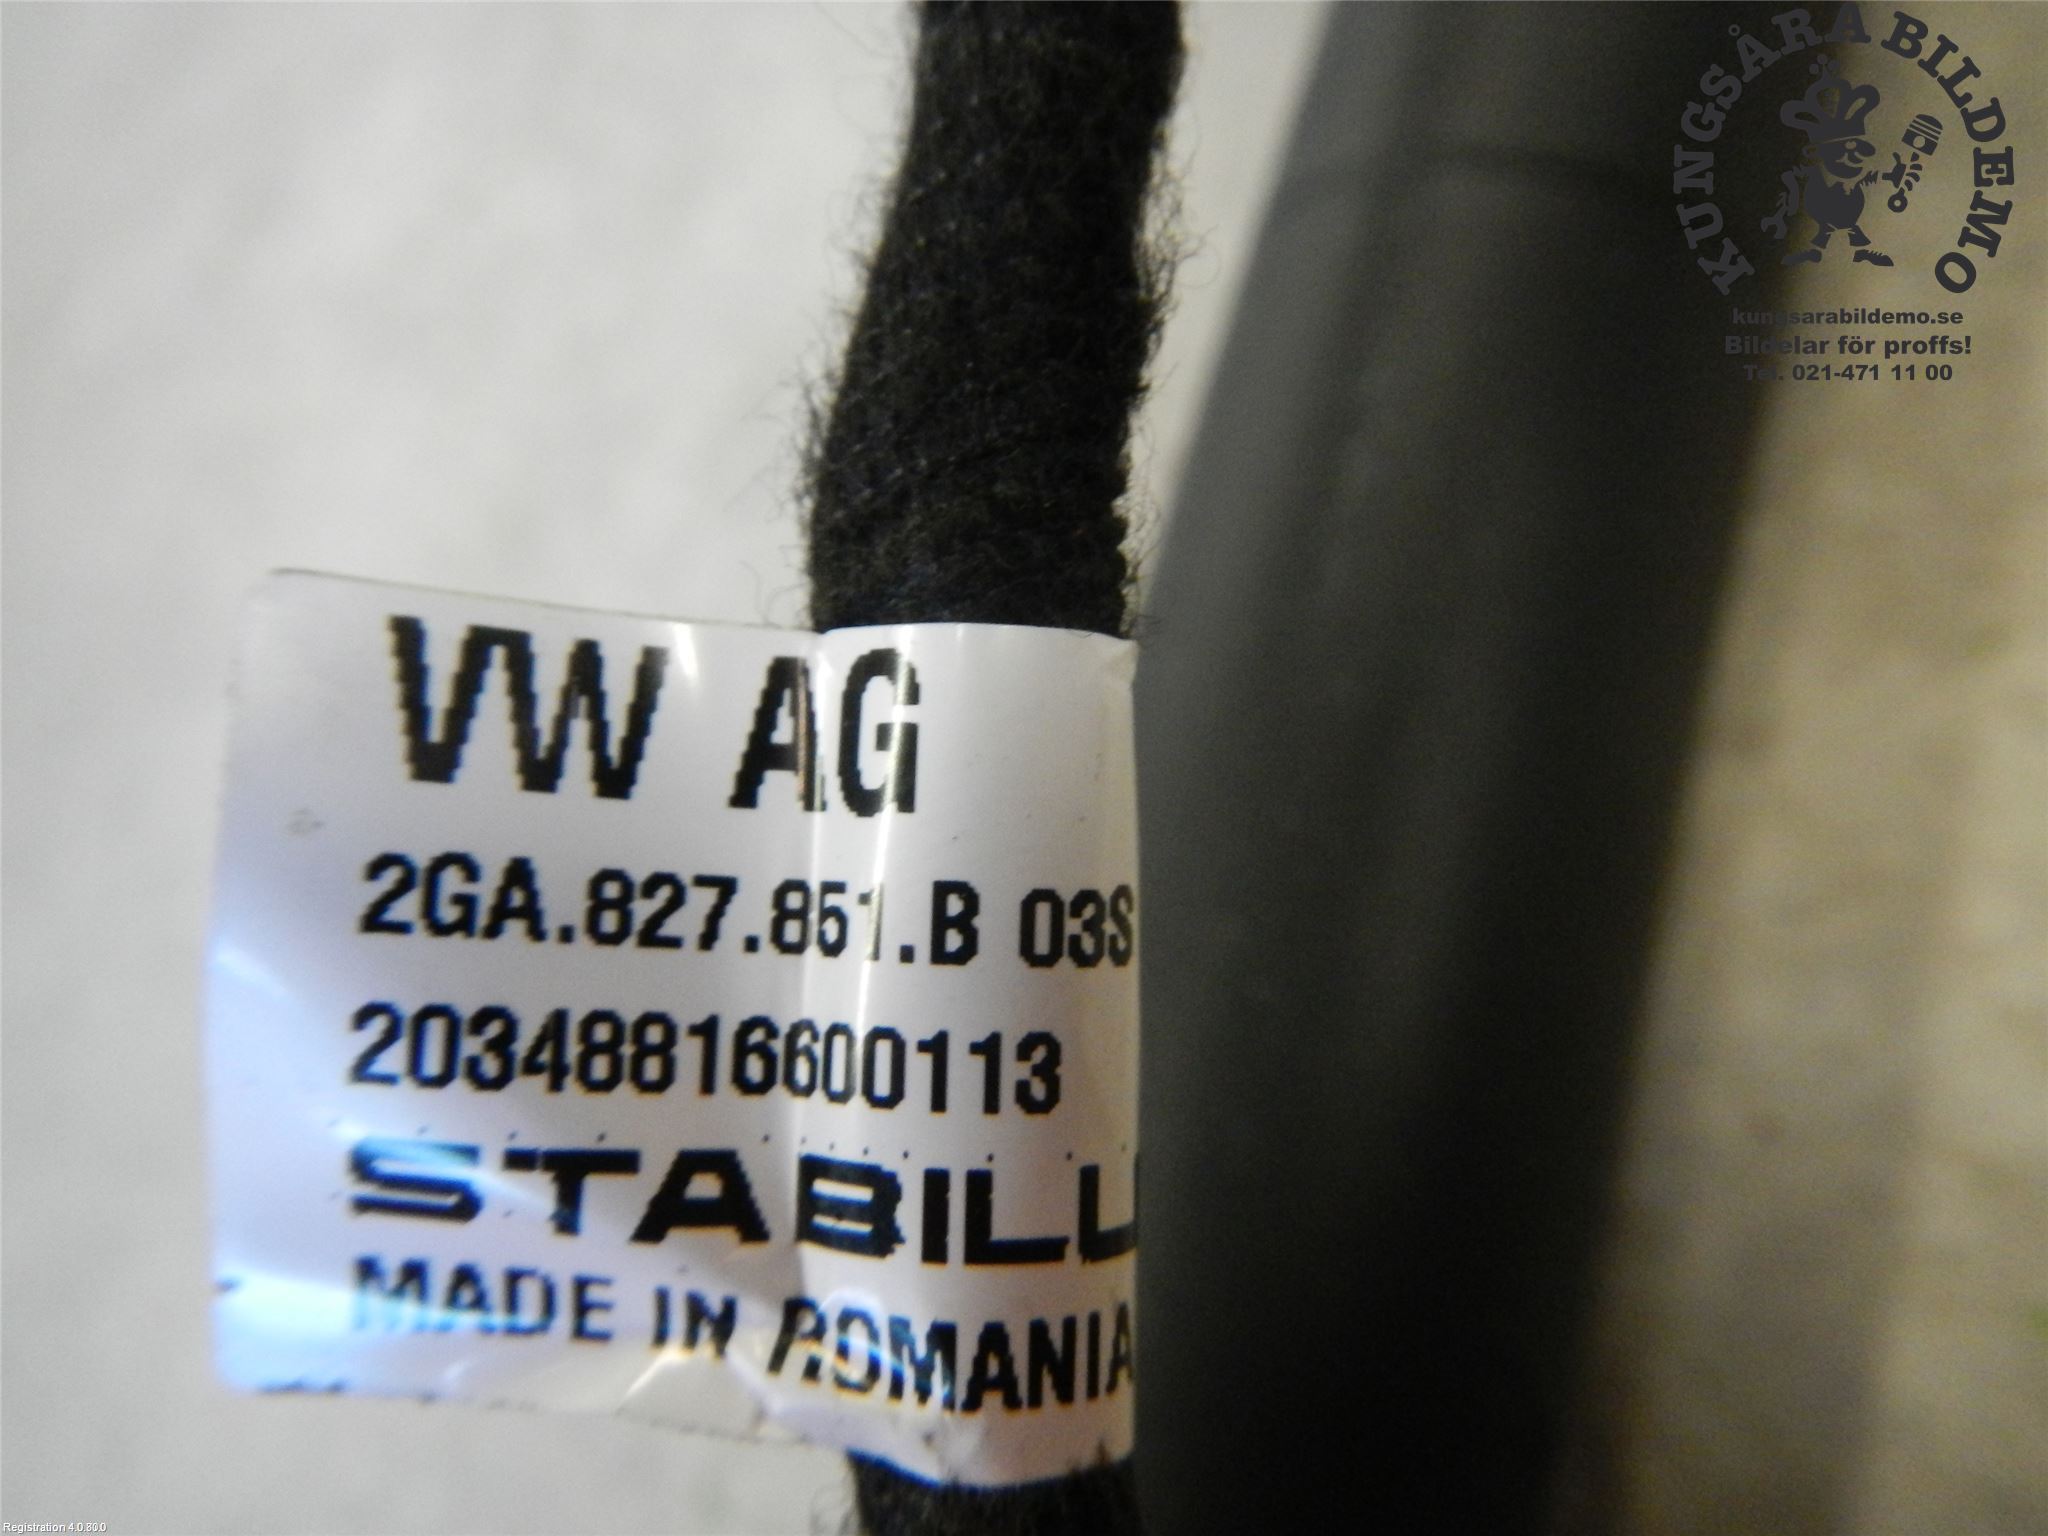 KUNGSÅRA BILDEMO
kungsarabildemo.se
Bildelar för proffs!
Tel. 021-471 11 00
VW AG
2GA.827.851.B 03S
20348816600113
STABILL
MADE IN ROMANIA
Registration 4.0.80.0